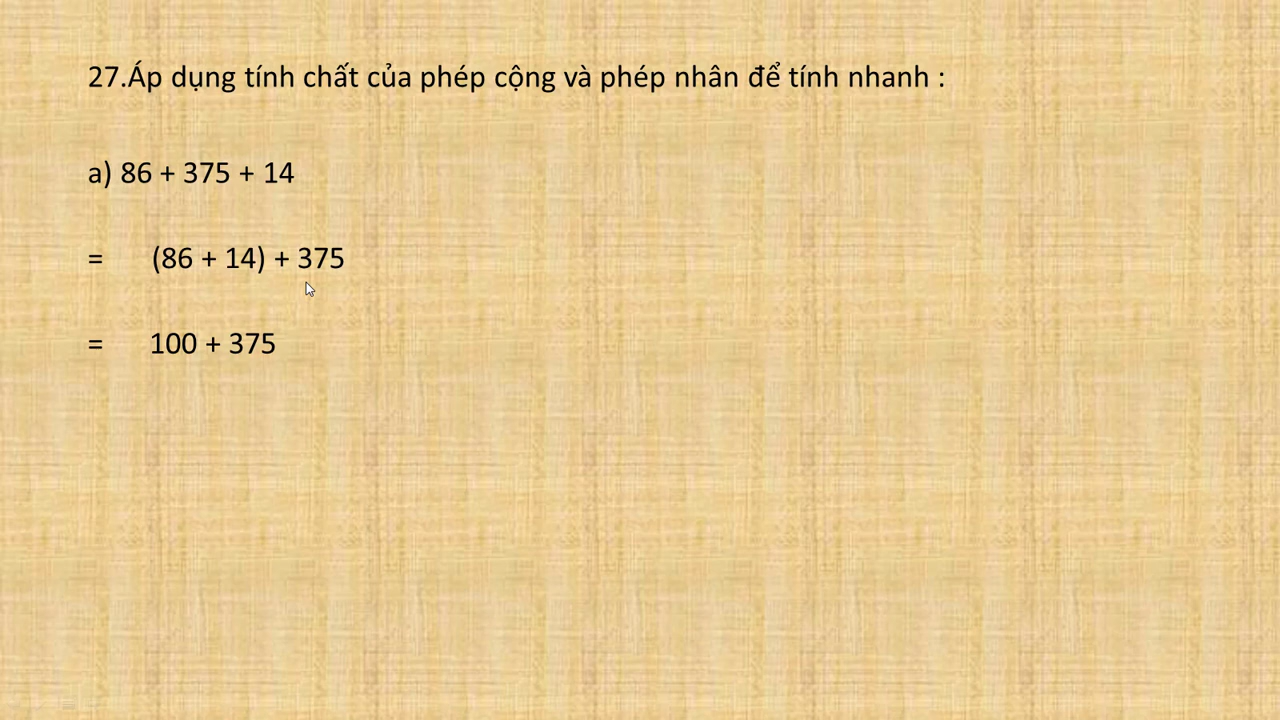 27.Áp dụng tính chất của phép cộng và phép nhân để tính nhanh :
a) 86 + 375 + 14
= (86 + 14) + 375
= 100 + 375